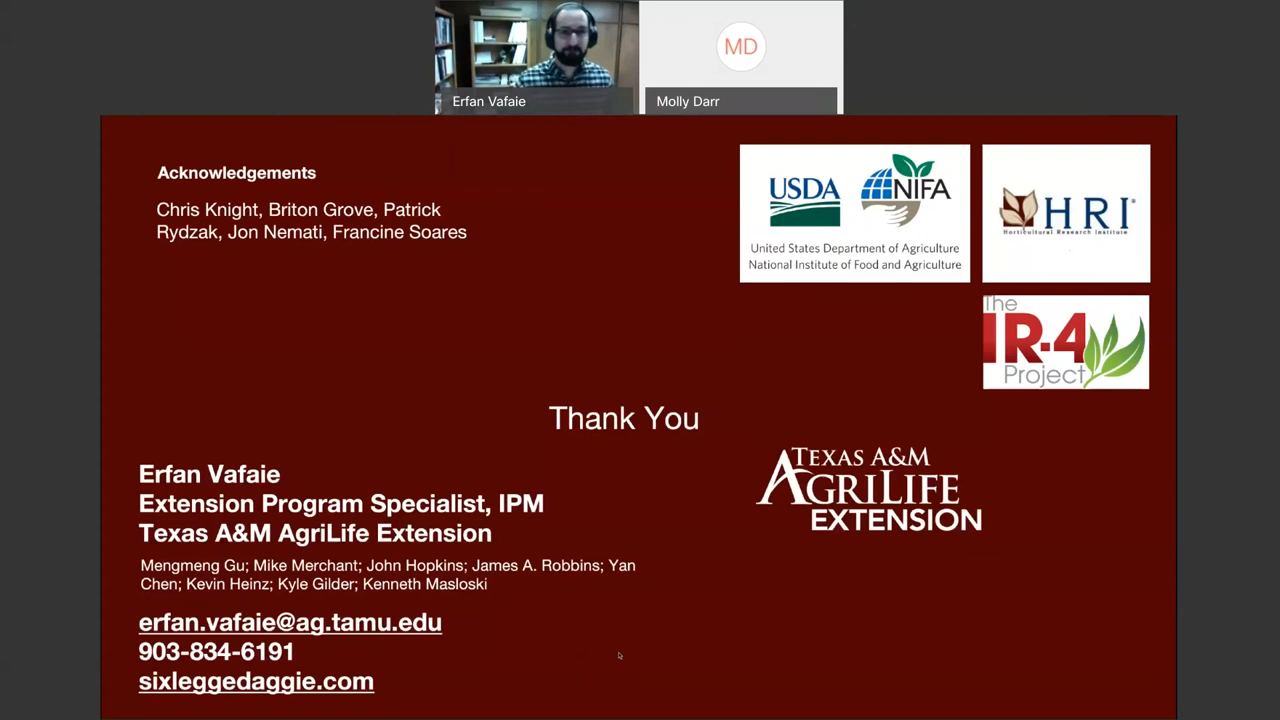 MD
Erfan Vafaie
Molly Darr
Acknowledgements
Chris Knight, Briton Grove, Patrick
Rydzak, Jon Nemati, Francine Soares
USDA
NIFA
United States Department of Agriculture
National Institute of Food and Agriculture
HRI®
Horticultural Research Institute
The
IR-4
Project
Thank You
Erfan Vafaie
Extension Program Specialist, IPM
Texas A&M AgriLife Extension
Mengmeng Gu; Mike Merchant; John Hopkins; James A. Robbins; Yan
Chen; Kevin Heinz; Kyle Gilder; Kenneth Masloski
erfan.vafaie@ag.tamu.edu
903-834-6191
sixleggedaggie.com
TEXAS A&M
AGRILIFE
EXTENSION